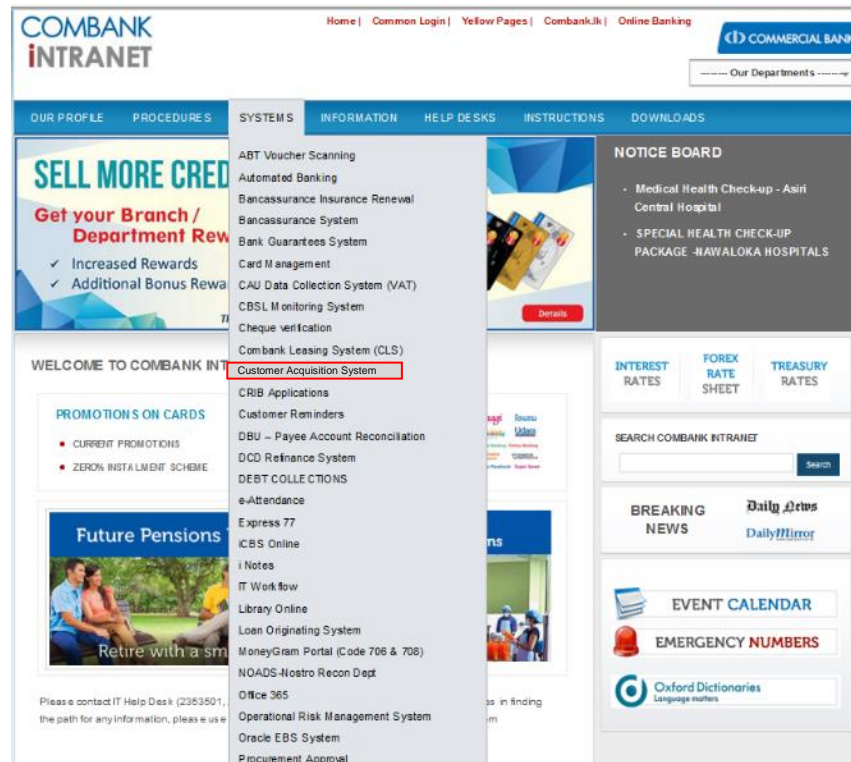 COMBANK
iNTRANET
Home | Common Login | Yellow Pages | Combank.lk | Online Banking
COMMERCIAL BANK
------- Our Departments -------
OUR PROFILE PROCEDURES SYSTEMS INFORMATION HELP DESKS INSTRUCTIONS DOWNLOADS
SELL MORE CRED
Get your Branch /
Department Rew
✓ Increased Rewards
✓ Additional Bonus Rewa
Details
ABT Voucher Scanning
Automated Banking
Bancassurance Insurance Renewal
Bancassurance System
Bank Guarantees System
Card Management
CAU Data Collection System (VAT)
CBSL Monitoring System
Cheque verification
Combank Leasing System (CLS)
Customer Acquisition System
CRIB Applications
Customer Reminders
DBU – Payee Account Reconciliation
DCD Refinance System
DEBT COLLECTIONS
e-Attendance
Express 77
iCBS Online
i Notes
IT Workflow
Library Online
Loan Originating System
MoneyGram Portal (Code 706 & 708)
NOADS-Nostro Recon Dept
Office 365
Operational Risk Management System
Oracle EBS System
Procurement Approval
NOTICE BOARD
- Medical Health Check-up - Asiri
Central Hospital
- SPECIAL HEALTH CHECK-UP
PACKAGE -NAWALOKA HOSPITALS
WELCOME TO COMBANK INT
PROMOTIONS ON CARDS
• CURRENT PROMOTIONS
• ZERO% INSTALMENT SCHEME
INTEREST
RATES
FOREX
RATE
SHEET
TREASURY
RATES
SEARCH COMBANK INTRANET
Search
BREAKING
NEWS
Daily News
DailyMirror
Future Pensions
ns
Retire with a sm
EVENT CALENDAR
EMERGENCY NUMBERS
Oxford Dictionaries
Language matters
Please contact IT Help Desk (2353501, es in finding
the path for any information, please use m